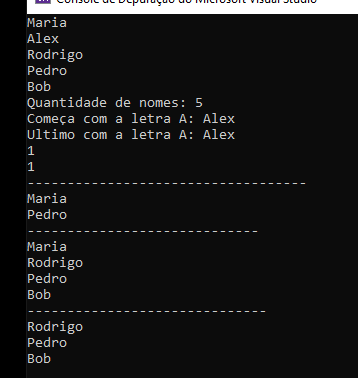 Console de Depuração do Microsoft Visual Studio
Maria
Alex
Rodrigo
Pedro
Bob
Quantidade de nomes: 5
Começa com a letra A: Alex
Ultimo com a letra A: Alex
1
1
-----------------------------------
Maria
Pedro
-----------------------------
Maria
Rodrigo
Pedro
Bob
------------------------------
Rodrigo
Pedro
Bob